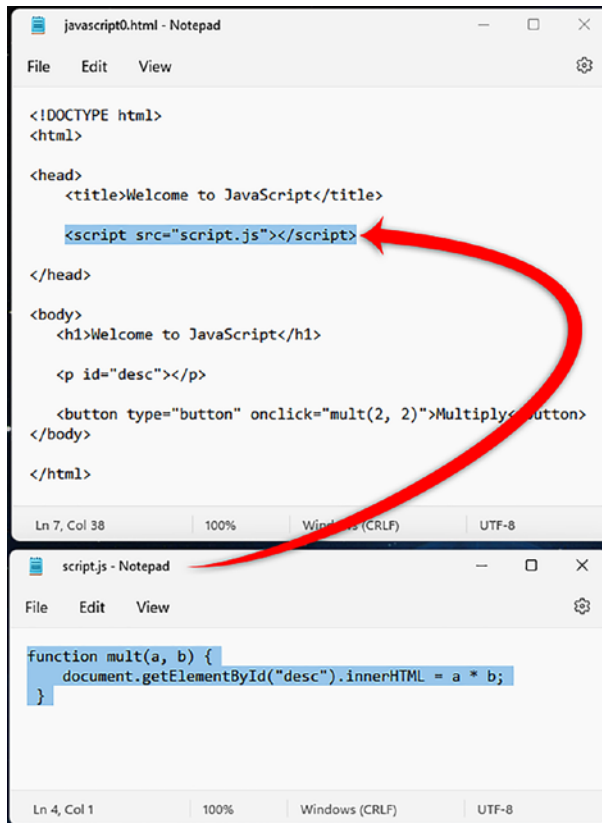 javascript0.html - Notepad
File Edit View
<!DOCTYPE html>
<html>
<head>
<title>Welcome to JavaScript</title>
<script src="script.js"></script>
</head>
<body>
<h1>Welcome to JavaScript</h1>
<p id="desc"></p>
<button type="button" onclick="mult(2, 2)">Multiply< button>
</body>
</html>
Ln 7, Col 38 100% Windows (CRLF) UTF-8
script.js - Notepad
File Edit View
function mult(a, b) {
document.getElementById("desc").innerHTML = a * b;
}
Ln 4, Col 1 100% Windows (CRLF) UTF-8